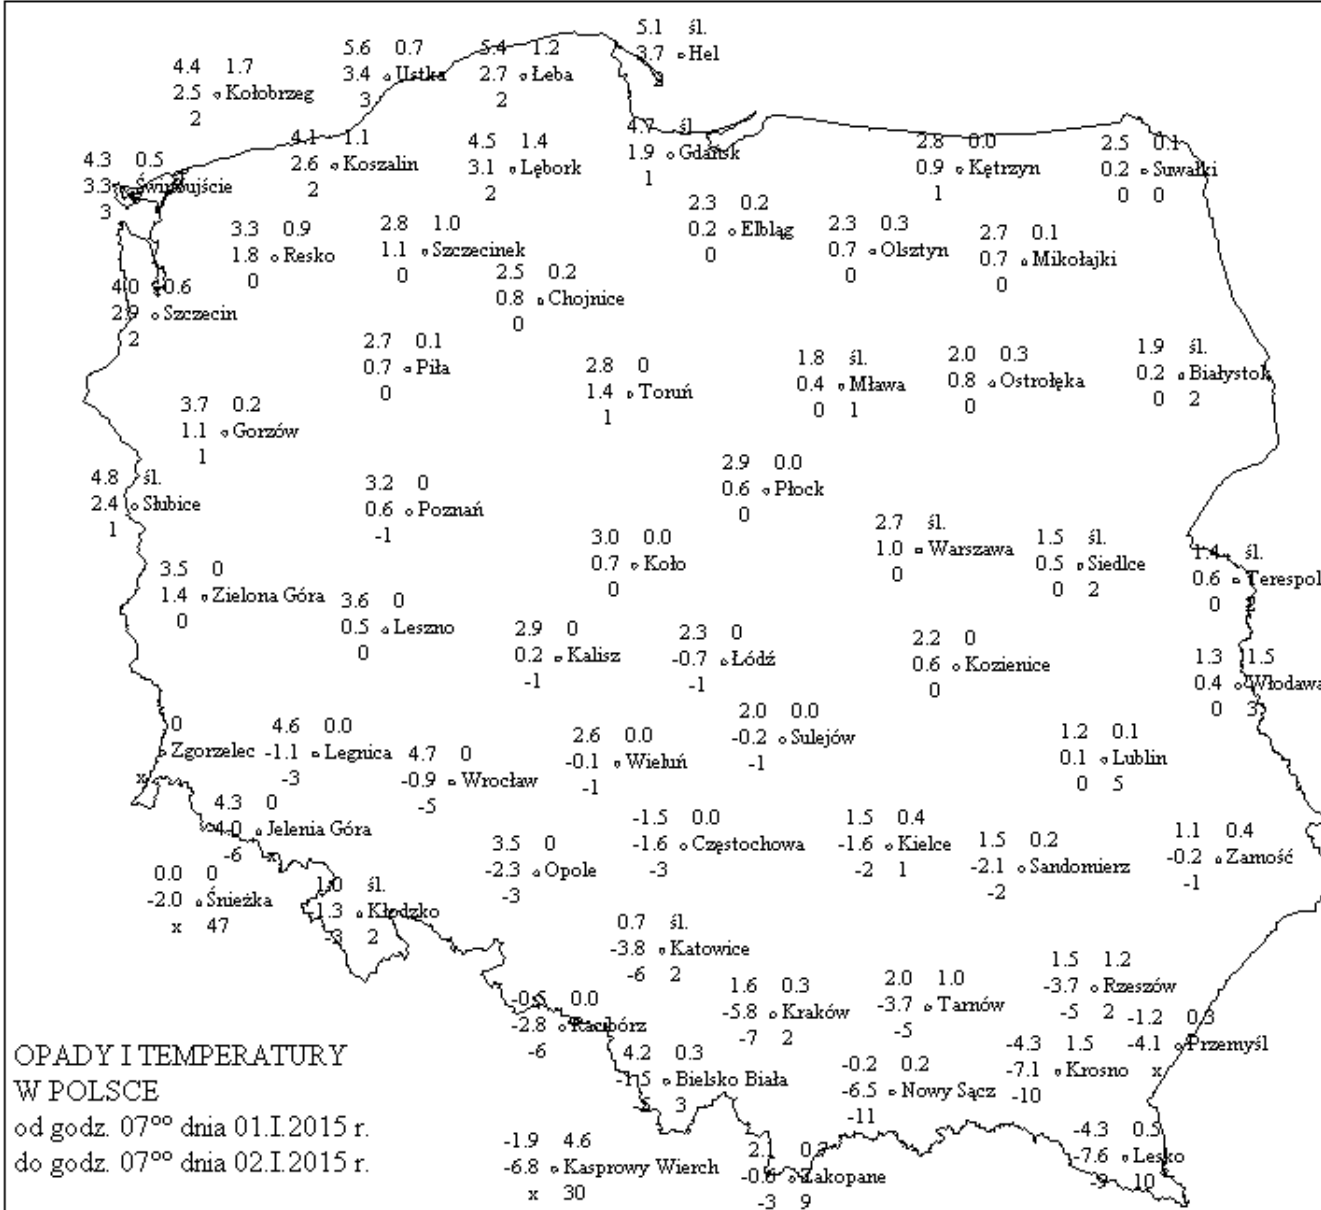 5.1 śl.
3.7 Hel
2
5.6 0.7
3.4 Ustka
3
5.4 1.2
2.7 Łeba
2
4.4 1.7
2.5 Kołobrzeg
2
4.1 1.1
2.6 Koszalin
2
4.5 1.4
3.1 Lębork
2
4.7 śl.
1.9 Gdańsk
1
2.8 0.0
0.9 Kętrzyn
1
2.5 0.1
0.2 Suwałki
0 0
4.3 0.5
3.3 Świnoujście
3
3.3 0.9
1.8 Resko
0
2.8 1.0
1.1 Szczecinek
0
2.3 0.2
0.2 Elbląg
0
2.3 0.3
0.7 Olsztyn
0
2.7 0.1
0.7 Mikołajki
0
2.5 0.2
0.8 Chojnice
0
4.0 0.6
2.9 Szczecin
2
2.7 0.1
0.7 Piła
0
2.8 0
1.4 Toruń
1
1.8 śl.
0.4 Mława
0 1
2.0 0.3
0.8 Ostrołęka
0
1.9 śl.
0.2 Białystok
0 2
3.7 0.2
1.1 Gorzów
1
4.8 śl.
2.4 Słubice
1
3.2 0
0.6 Poznań
-1
2.9 0.0
0.6 Płock
0
3.0 0.0
0.7 Koło
0
2.7 śl.
1.0 Warszawa
0
1.5 śl.
0.5 Siedlce
0 2
1.4 śl.
0.6 Terespol
0
3.5 0
1.4 Zielona Góra
0
3.6 0
0.5 Leszno
0
2.9 0
0.2 Kalisz
-1
2.3 0
-0.7 Łódź
-1
2.2 0
0.6 Kozienice
0
1.3 1.5
0.4 Włodawa
0 3
0
Zgorzelec
x
4.6 0.0
-1.1 Legnica
-3
4.7 0
-0.9 Wrocław
-5
2.6 0.0
-0.1 Wieluń
-1
2.0 0.0
-0.2 Sulejów
-1
1.2 0.1
0.1 Lublin
0 5
4.3 0
-4.0 Jelenia Góra
-6 x
3.5 0
-2.3 Opole
-3
-1.5 0.0
-1.6 Częstochowa
-3
1.5 0.4
-1.6 Kielce
-2 1
1.5 0.2
-2.1 Sandomierz
-2
1.1 0.4
-0.2 Zamość
-1
0.0 0
-2.0 Śnieżka
x 47
1.0 śl.
-1.3 Kłodzko
-3 2
0.7 śl.
-3.8 Katowice
-6 2
1.6 0.3
-5.8 Kraków
-7 2
2.0 1.0
-3.7 Tarnów
-5
1.5 1.2
-3.7 Rzeszów
-5 2
-0.5 0.0
-2.8 Racibórz
-6
4.2 0.3
-1.5 Bielsko Biała
3
-0.2 0.2
-6.5 Nowy Sącz
-11
-4.3 1.5
-7.1 Krosno
-10
-1.2 0.3
-4.1 Przemyśl
x
-1.9 4.6
-6.8 Kasprowy Wierch
x 30
2.1
-0.6 Zakopane
-3 9
-4.3 0.5
-7.6 Lesko
-9 10
OPADY I TEMPERATURY
W POLSCE
od godz. 07ºº dnia 01.I.2015 r.
do godz. 07ºº dnia 02.I.2015 r.